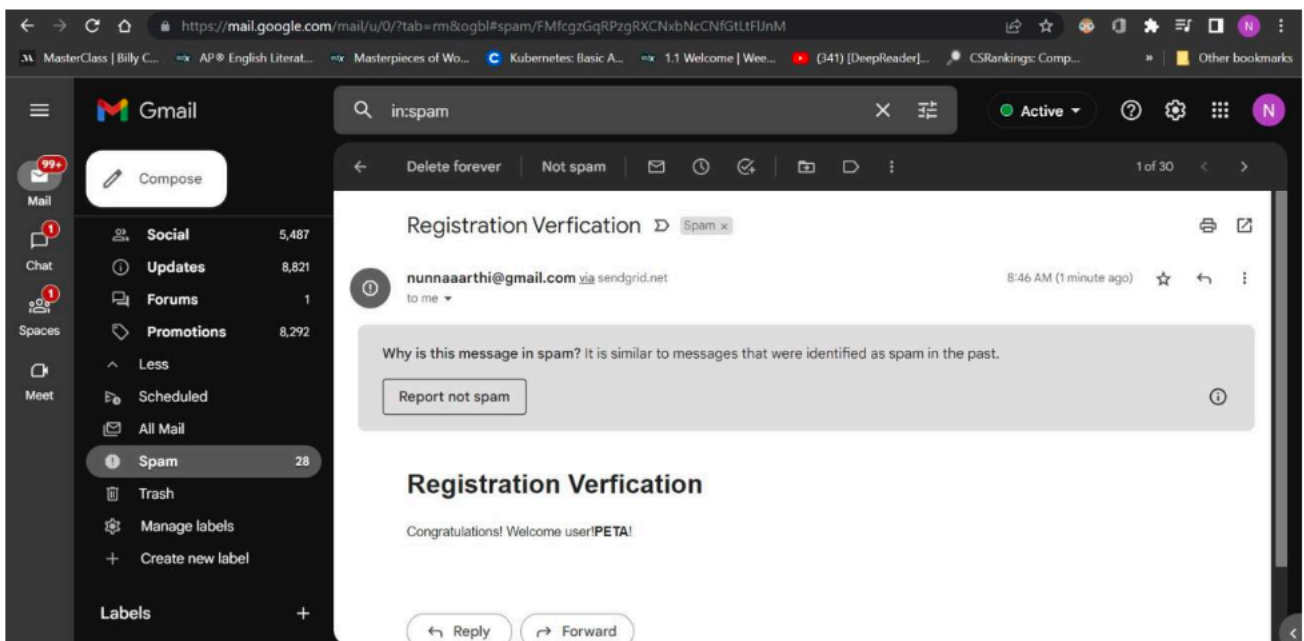 https://mail.google.com/mail/u/0/?tab=rm&ogbl#spam/FMfcgzGqRPzgRXCNxbNcCNfGtLtFlJnM
N
MasterClass | Billy C... AP® English Literat... Masterpieces of Wo... Kubernetes: Basic A... 1.1 Welcome | Wee... (341) [DeepReader]... CSRankings: Comp... » Other bookmarks
Gmail
in:spam
Active
N
99+
Mail
Compose
Delete forever Not spam 1 of 30
1
Chat
Social 5,487
Updates 8,821
Forums 1
Promotions 8,292
1
Spaces
Less
Meet
Scheduled
All Mail
Spam 28
Trash
Manage labels
Create new label
Labels +
Registration Verfication Spam ×
nunnaaarthi@gmail.com via sendgrid.net 8:46 AM (1 minute ago)
to me
Why is this message in spam? It is similar to messages that were identified as spam in the past.
Report not spam
Registration Verfication
Congratulations! Welcome user!PETA!
Reply Forward